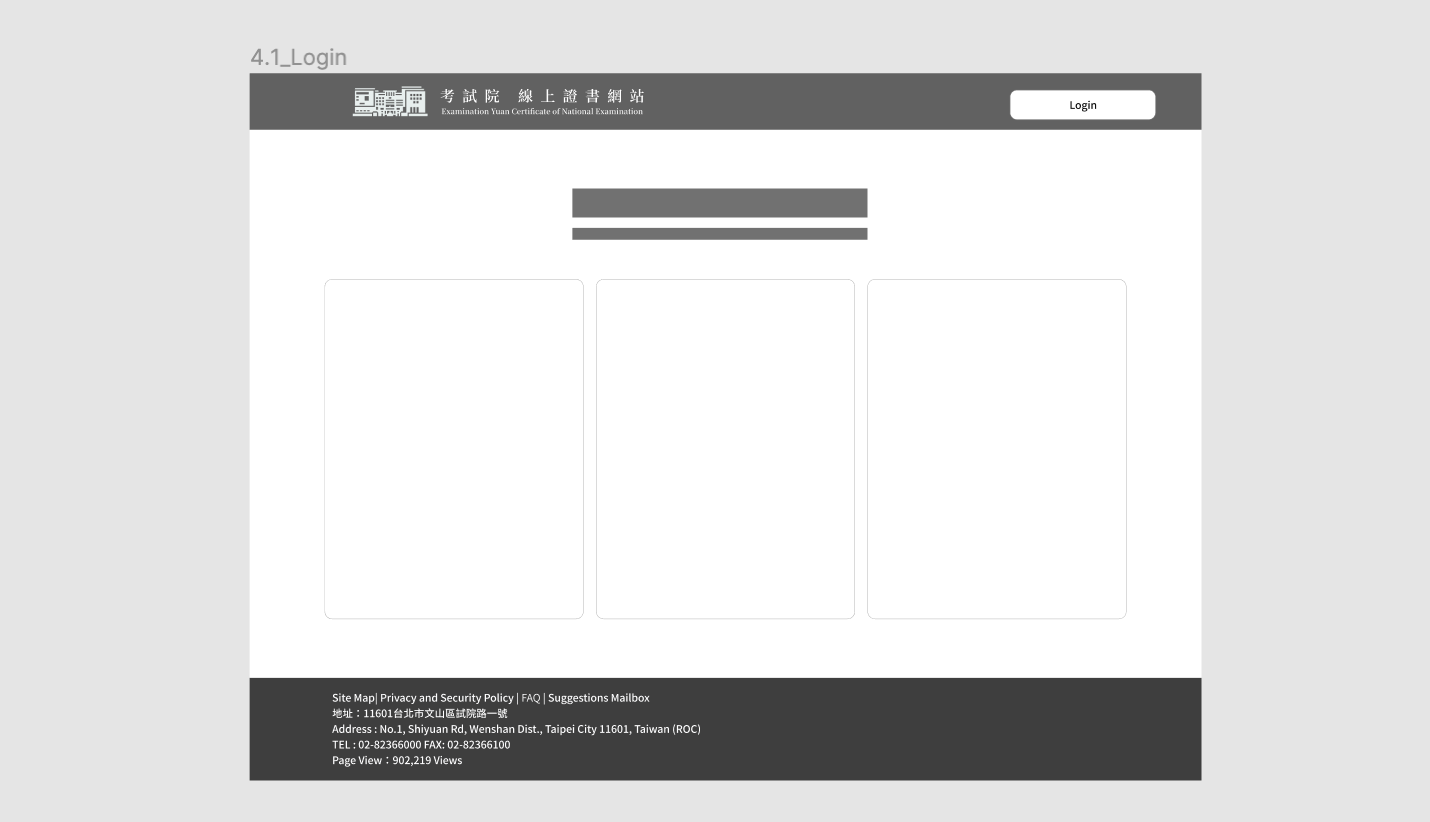 4.1_Login
考試院 線上證書網站
Examination Yuan Certificate of National Examination
Login
Site Map| Privacy and Security Policy | FAQ | Suggestions Mailbox
地址：11601台北市文山區試院路一號
Address : No.1, Shiyuan Rd, Wenshan Dist., Taipei City 11601, Taiwan (ROC)
TEL : 02-82366000 FAX: 02-82366100
Page View：902,219 Views